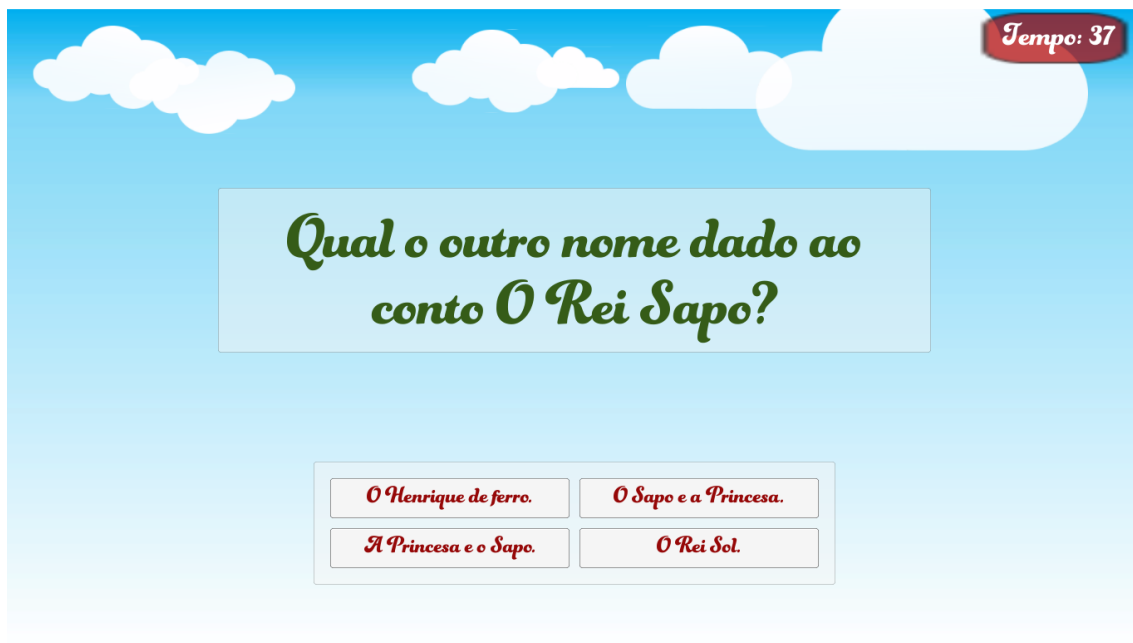 Tempo: 37
Qual o outro nome dado ao
conto O Rei Sapo?
O Henrique de ferro.
O Sapo e a Princesa.
A Princesa e o Sapo.
O Rei Sol.